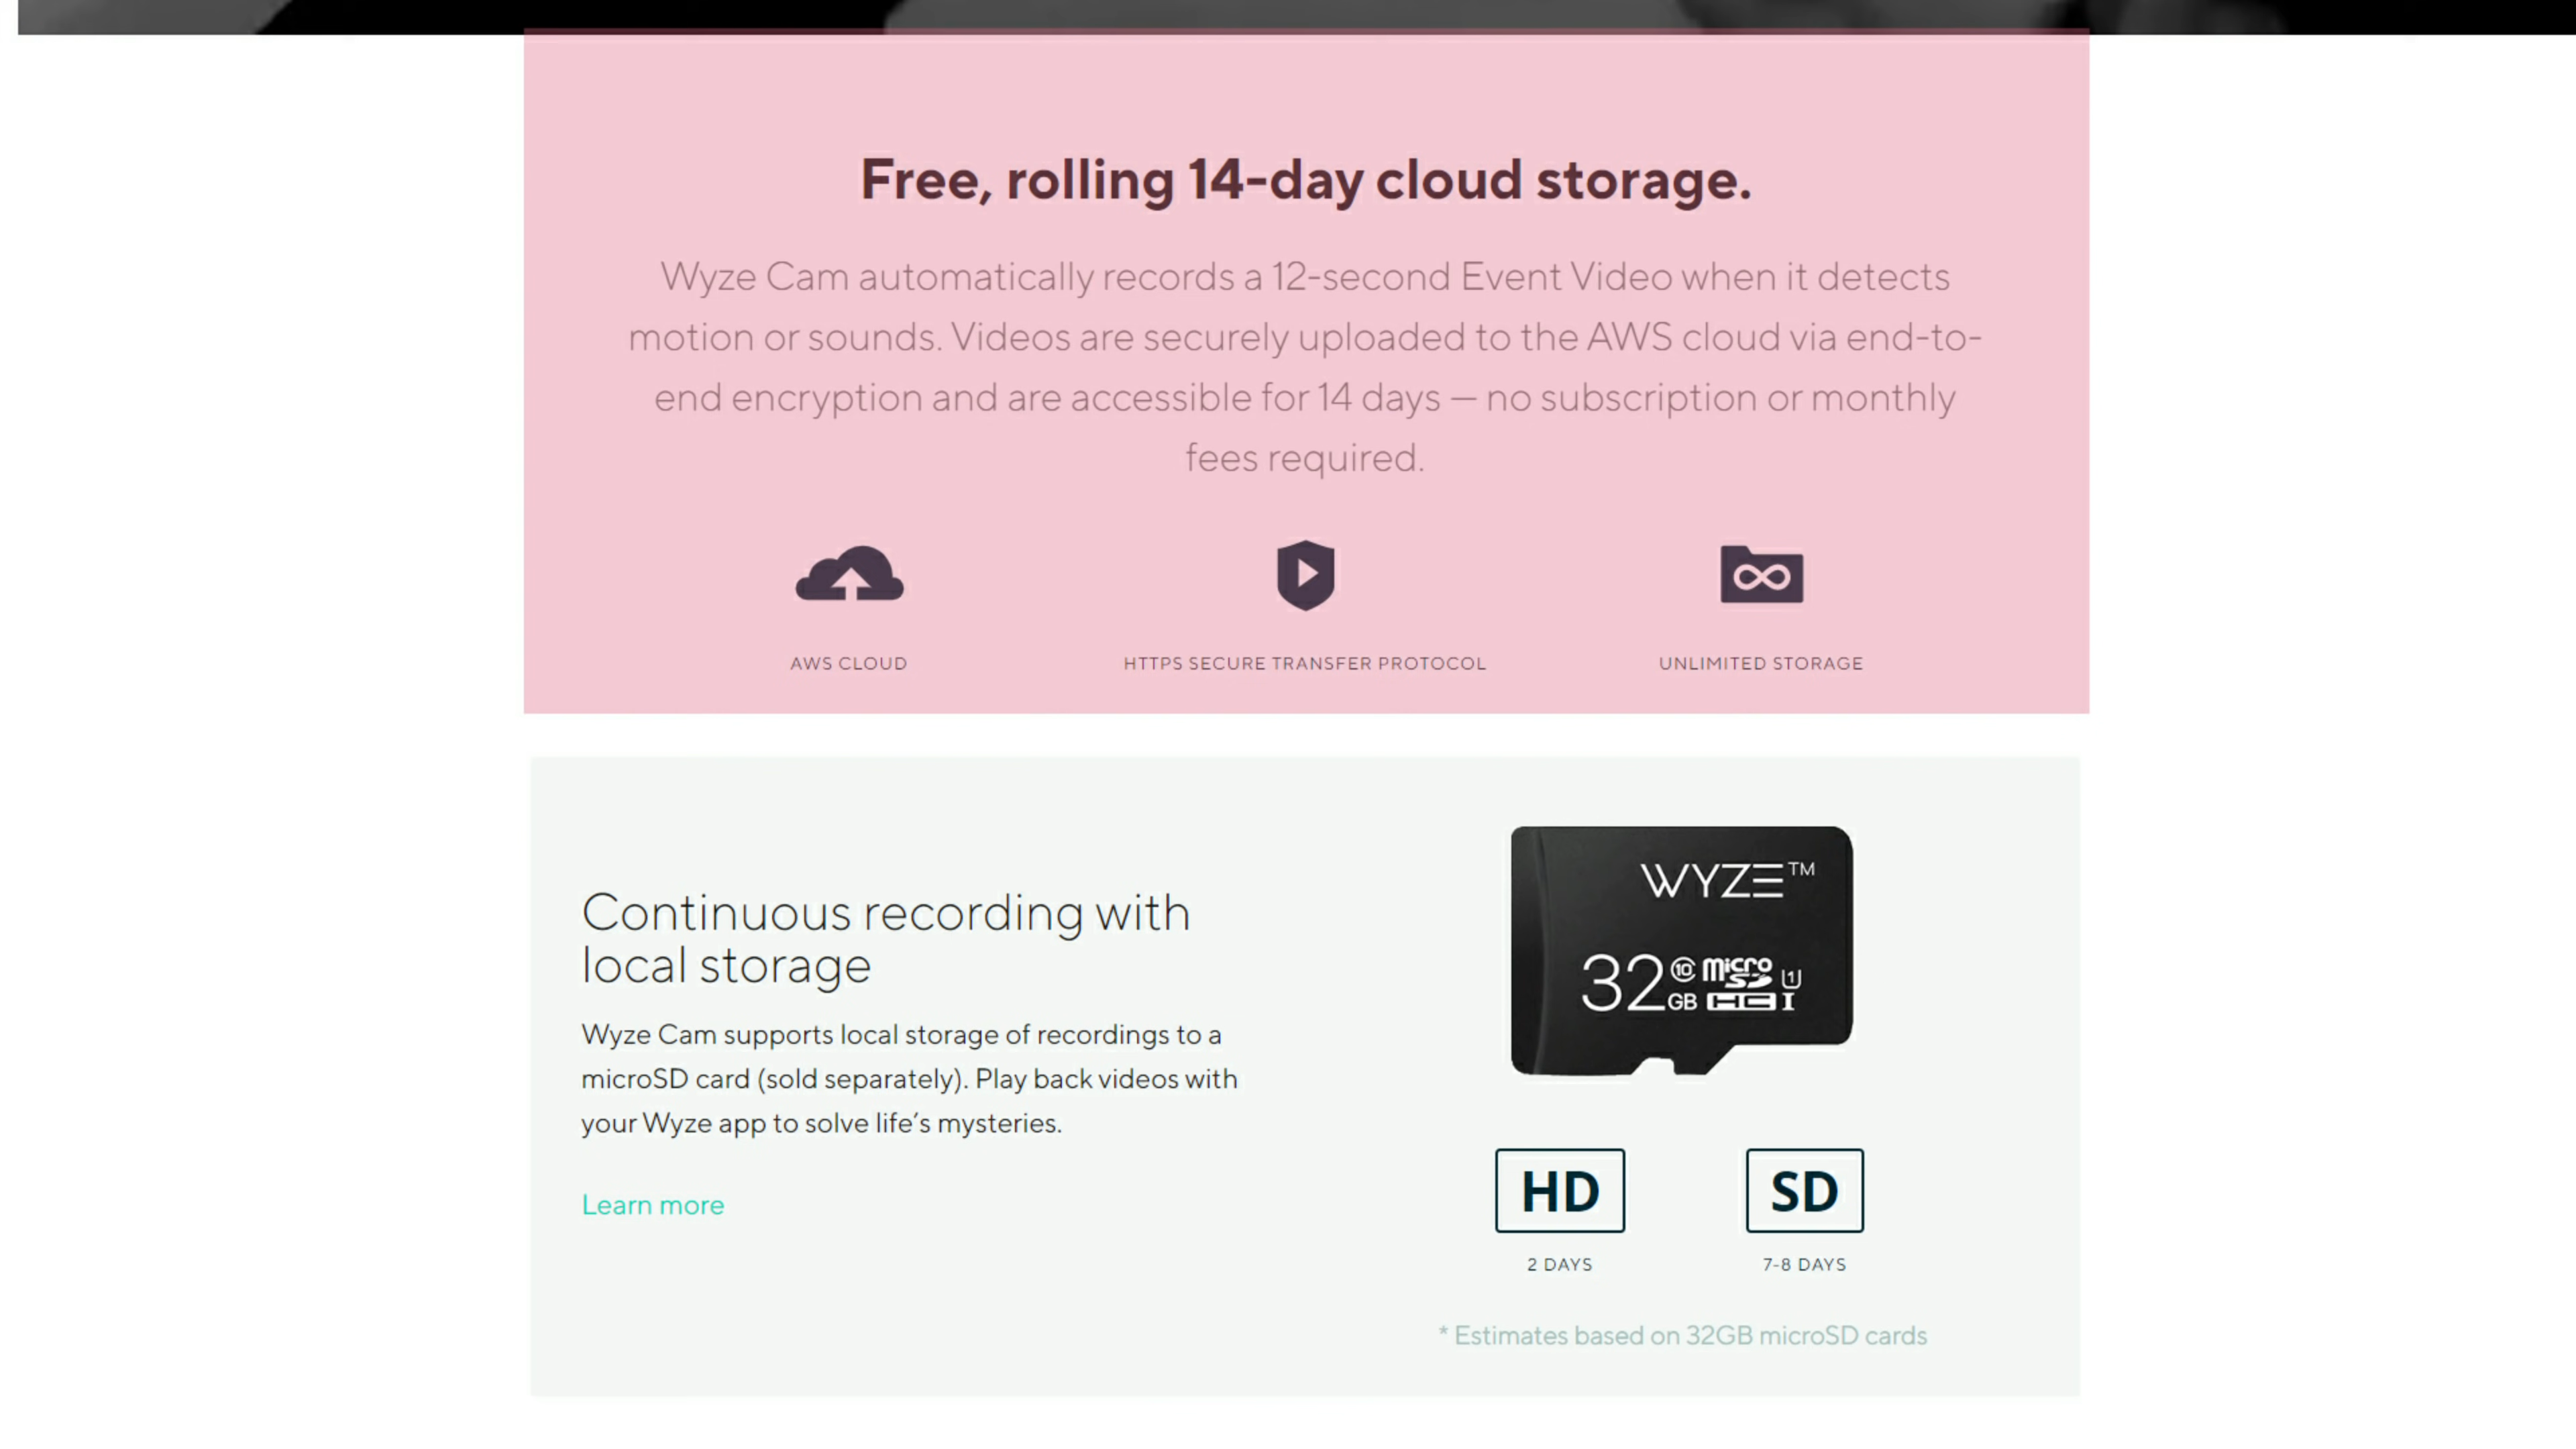 Free, rolling 14-day cloud storage.
Wyze Cam automatically records a 12-second Event Video when it detects
motion or sounds. Videos are securely uploaded to the AWS cloud via end-to-
end encryption and are accessible for 14 days — no subscription or monthly
fees required.
AWS CLOUD
HTTPS SECURE TRANSFER PROTOCOL
UNLIMITED STORAGE
Continuous recording with
local storage
Wyze Cam supports local storage of recordings to a
microSD card (sold separately). Play back videos with
your Wyze app to solve life’s mysteries.
Learn more
WYZE™
32 GB 10 micro SD HC I U1
HD
SD
2 DAYS
7-8 DAYS
* Estimates based on 32GB microSD cards